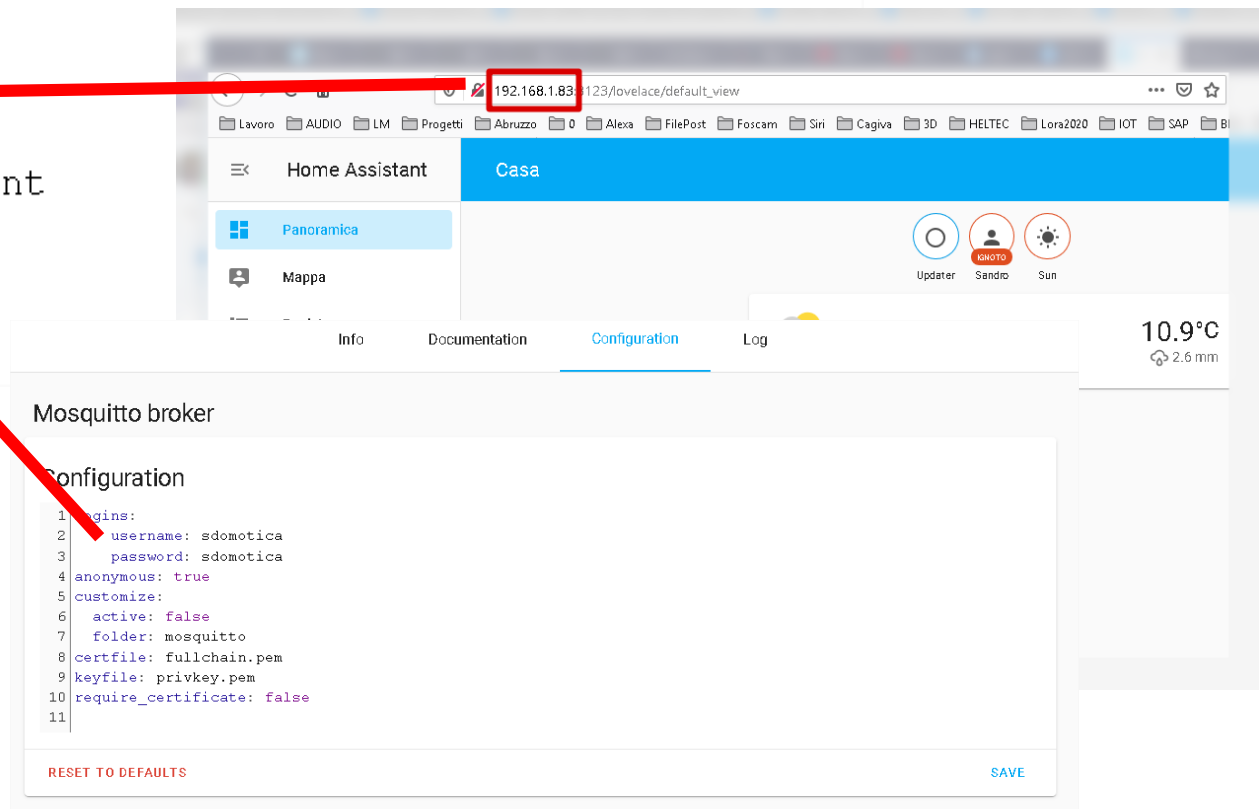 nt
192.168.1.83:8123/lovelace/default_view
Lavoro AUDIO LM Progetti Abruzzo 0 Alexa FilePost Foscam Siri Cagiva 3D HELTEC Lora2020 IOT SAP
Home Assistant
Casa
Panoramica
Mappa
IGNOTO
Updater Sandro Sun
10.9°C
2.6 mm
Info Documentation Configuration Log
Mosquitto broker
Configuration
1 logins:
2 username: sdomotica
3 password: sdomotica
4 anonymous: true
5 customize:
6 active: false
7 folder: mosquitto
8 certfile: fullchain.pem
9 keyfile: privkey.pem
10 require_certificate: false
11
RESET TO DEFAULTS
SAVE